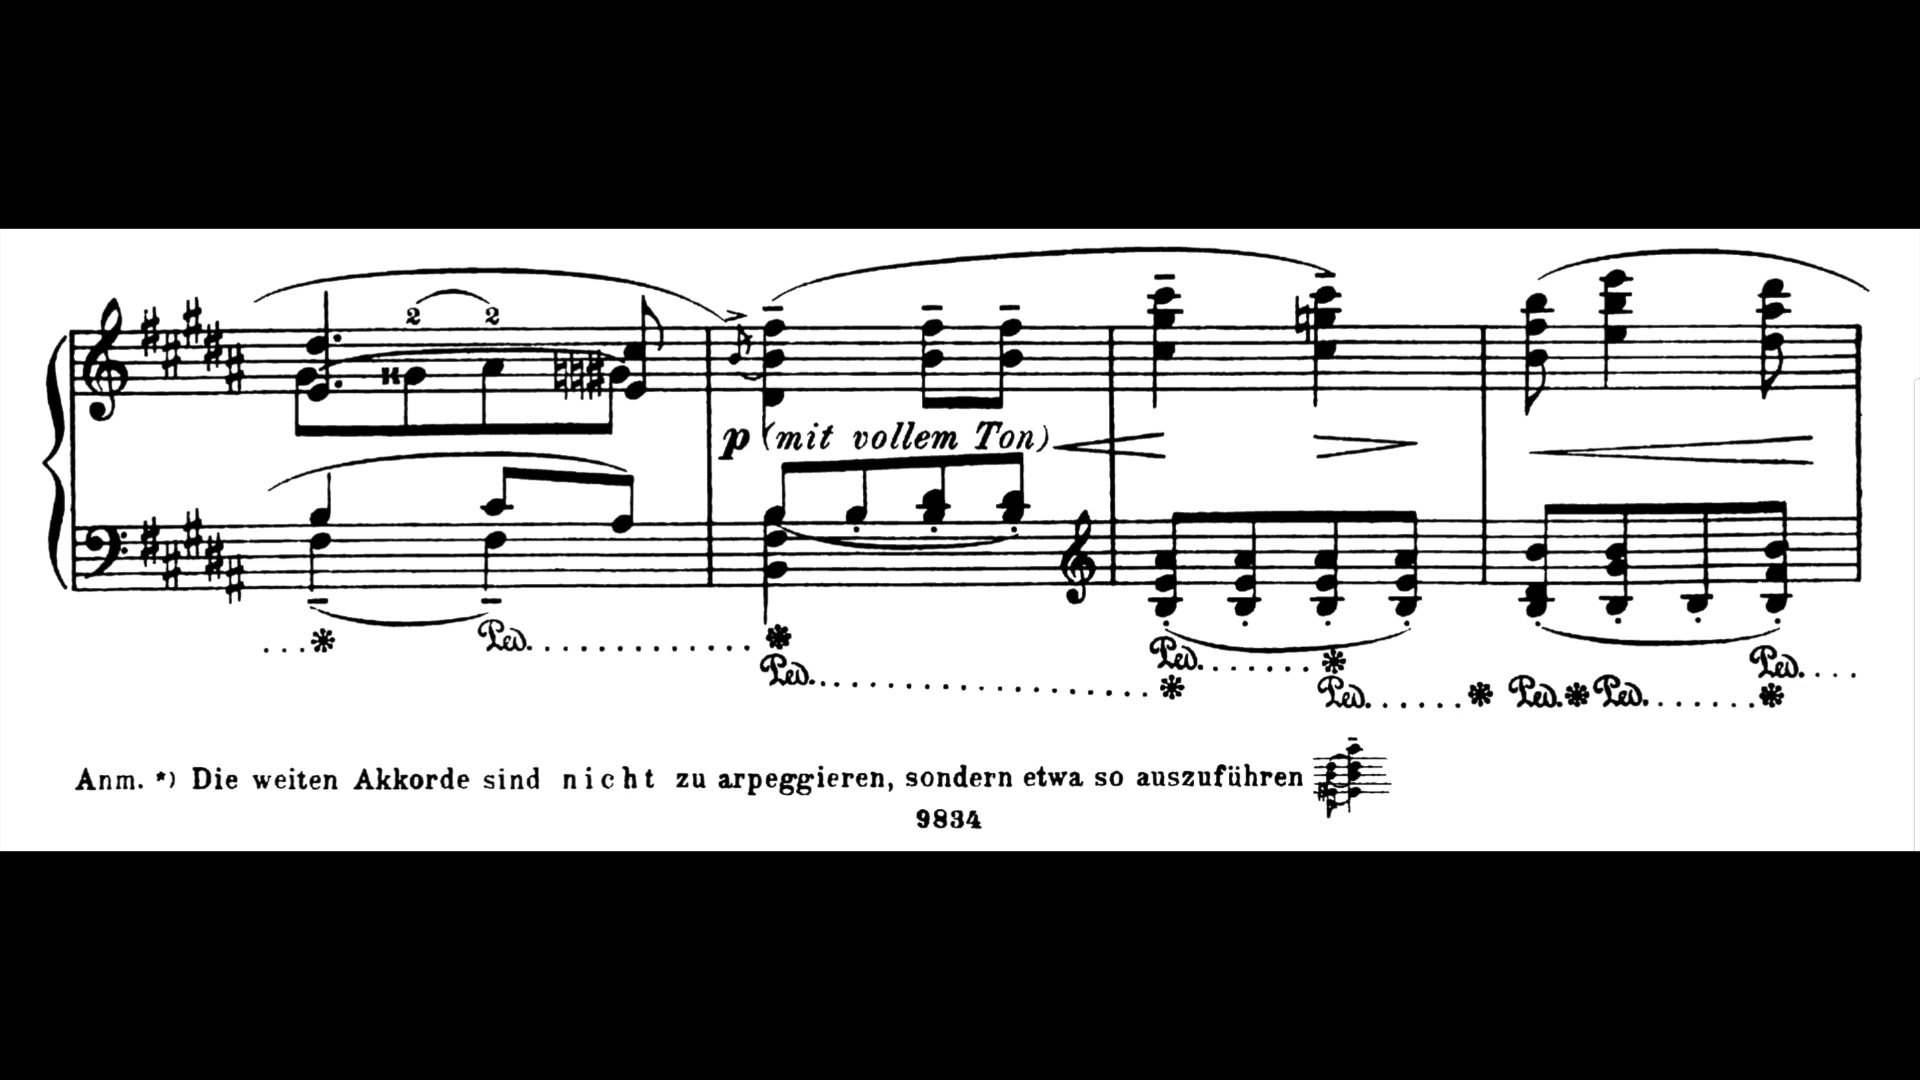 2 2
p (mit vollem Ton)
...* Ped.............*
Ped.................*
Ped.......*
Ped......* Ped.* Ped.......*
Ped....
Anm. *) Die weiten Akkorde sind nicht zu arpeggieren, sondern etwa so auszuführen
9834